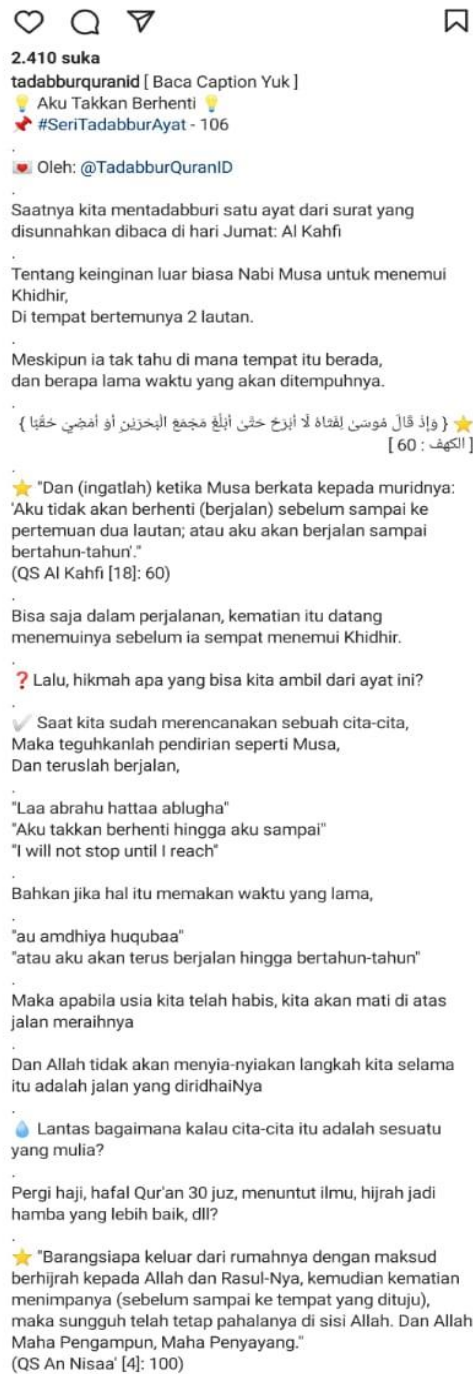 2.410 suka
tadabburquranid [ Baca Caption Yuk ]
💡 Aku Takkan Berhenti 💡
📌 #SeriTadabburAyat - 106
.
💌 Oleh: @TadabburQuranID
.
Saatnya kita mentadabburi satu ayat dari surat yang
disunnahkan dibaca di hari Jumat: Al Kahfi
.
Tentang keinginan luar biasa Nabi Musa untuk menemui
Khidhir,
Di tempat bertemunya 2 lautan.
.
Meskipun ia tak tahu di mana tempat itu berada,
dan berapa lama waktu yang akan ditempuhnya.
.
⭐ { وَإِذْ قَالَ مُوسَىٰ لِفَتَاهُ لَا أَبْرَحُ حَتَّىٰ أَبْلُغَ مَجْمَعَ الْبَحْرَيْنِ أَوْ أَمْضِيَ حُقُبًا }
[ الكهف : 60 ]
.
⭐ "Dan (ingatlah) ketika Musa berkata kepada muridnya:
'Aku tidak akan berhenti (berjalan) sebelum sampai ke
pertemuan dua lautan; atau aku akan berjalan sampai
bertahun-tahun'."
(QS Al Kahfi [18]: 60)
.
Bisa saja dalam perjalanan, kematian itu datang
menemuinya sebelum ia sempat menemui Khidhir.
.
❓ Lalu, hikmah apa yang bisa kita ambil dari ayat ini?
.
✔ Saat kita sudah merencanakan sebuah cita-cita,
Maka teguhkanlah pendirian seperti Musa,
Dan teruslah berjalan,
.
"Laa abrahu hattaa ablugha"
"Aku takkan berhenti hingga aku sampai"
"I will not stop until I reach"
.
Bahkan jika hal itu memakan waktu yang lama,
.
"au amdhiya huqubaa"
"atau aku akan terus berjalan hingga bertahun-tahun"
.
Maka apabila usia kita telah habis, kita akan mati di atas
jalan meraihnya
.
Dan Allah tidak akan menyia-nyiakan langkah kita selama
itu adalah jalan yang diridhaiNya
.
💧 Lantas bagaimana kalau cita-cita itu adalah sesuatu
yang mulia?
.
Pergi haji, hafal Qur'an 30 juz, menuntut ilmu, hijrah jadi
hamba yang lebih baik, dll?
.
⭐ "Barangsiapa keluar dari rumahnya dengan maksud
berhijrah kepada Allah dan Rasul-Nya, kemudian kematian
menimpanya (sebelum sampai ke tempat yang dituju),
maka sungguh telah tetap pahalanya di sisi Allah. Dan Allah
Maha Pengampun, Maha Penyayang."
(QS An Nisaa' [4]: 100)